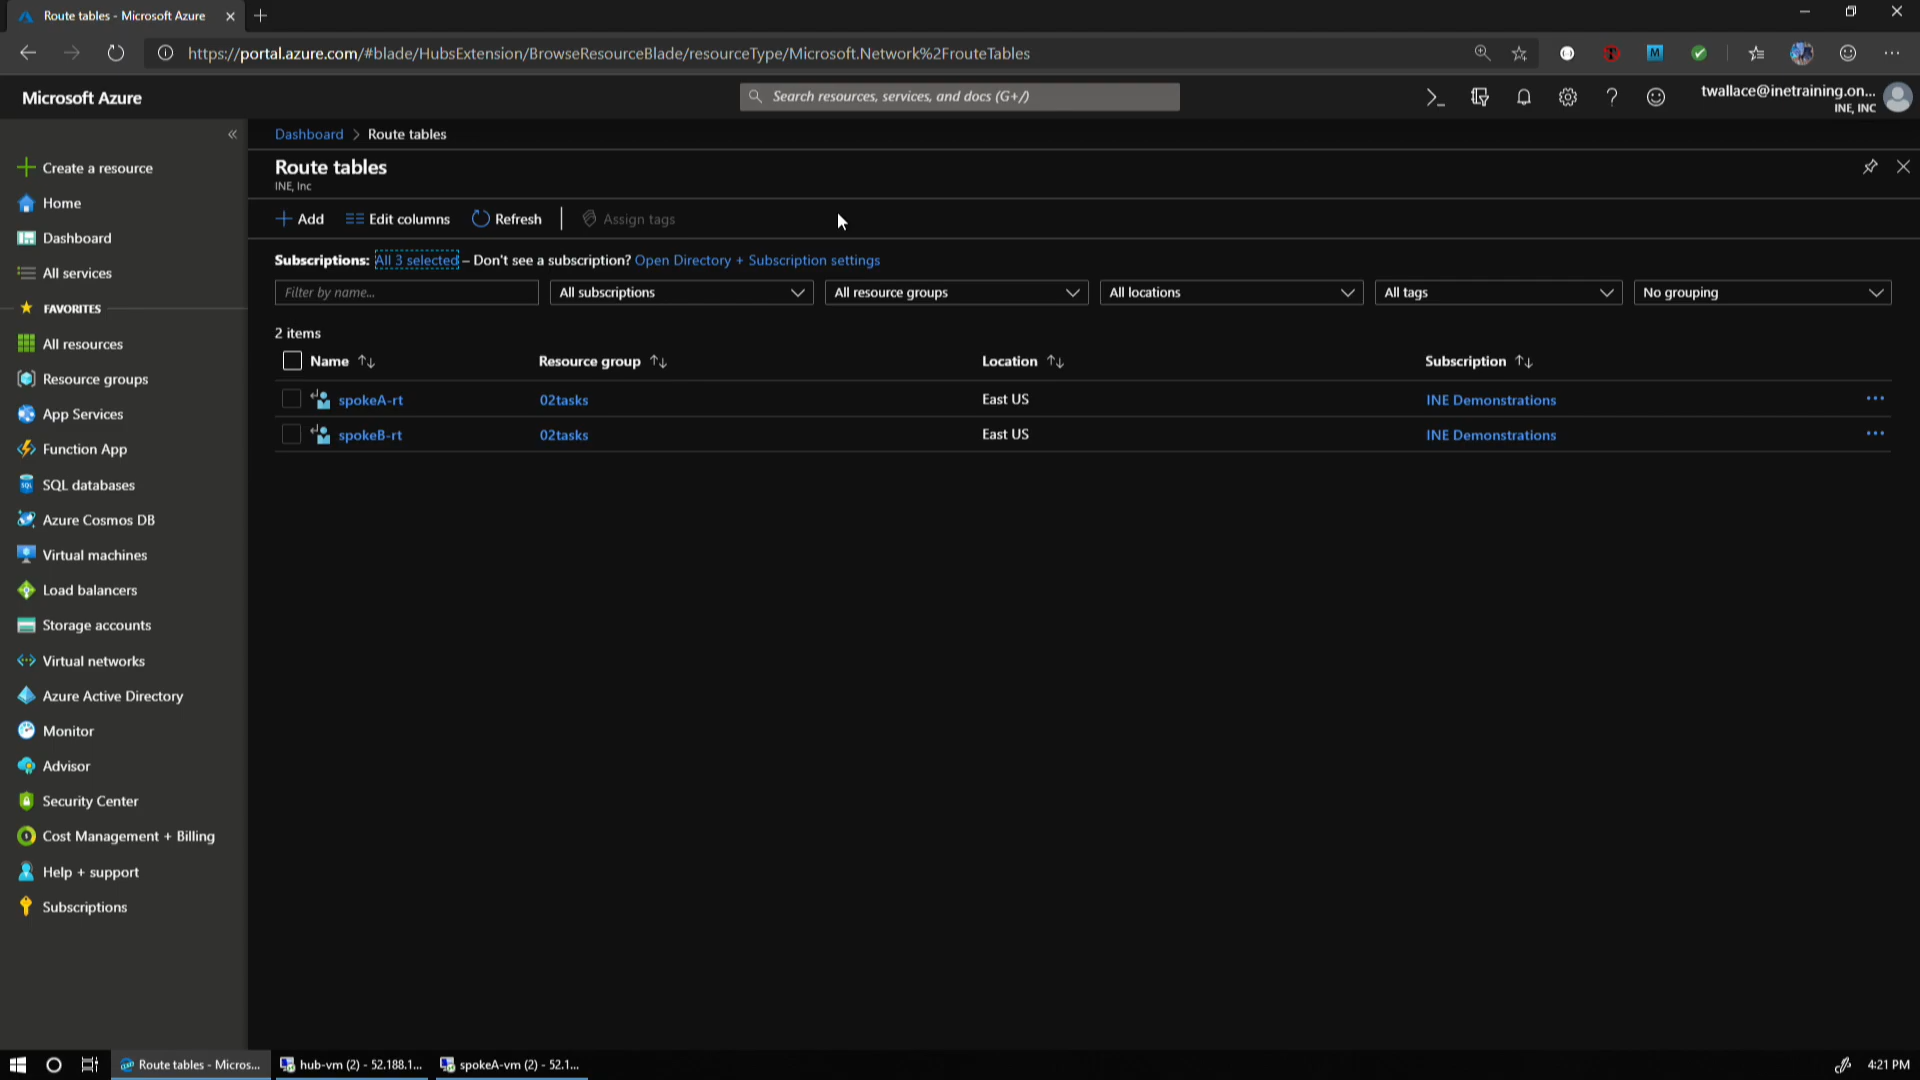 Route tables - Microsoft Azure
https://portal.azure.com/#blade/HubsExtension/BrowseResourceBlade/resourceType/Microsoft.Network%2FrouteTables
Microsoft Azure
Search resources, services, and docs (G+/)
twallace@inetraining.on...
INE, INC
Dashboard > Route tables
Route tables
INE, Inc
Create a resource
Home
Dashboard
All services
FAVORITES
All resources
Resource groups
App Services
Function App
SQL databases
Azure Cosmos DB
Virtual machines
Load balancers
Storage accounts
Virtual networks
Azure Active Directory
Monitor
Advisor
Security Center
Cost Management + Billing
Help + support
Subscriptions
Add Edit columns Refresh Assign tags
Subscriptions: All 3 selected – Don't see a subscription? Open Directory + Subscription settings
Filter by name... All subscriptions All resource groups All locations All tags No grouping
2 items
Name Resource group Location Subscription
spokeA-rt 02tasks East US INE Demonstrations
spokeB-rt 02tasks East US INE Demonstrations
Route tables - Micros... hub-vm (2) - 52.188.1... spokeA-vm (2) - 52.1... 4:21 PM